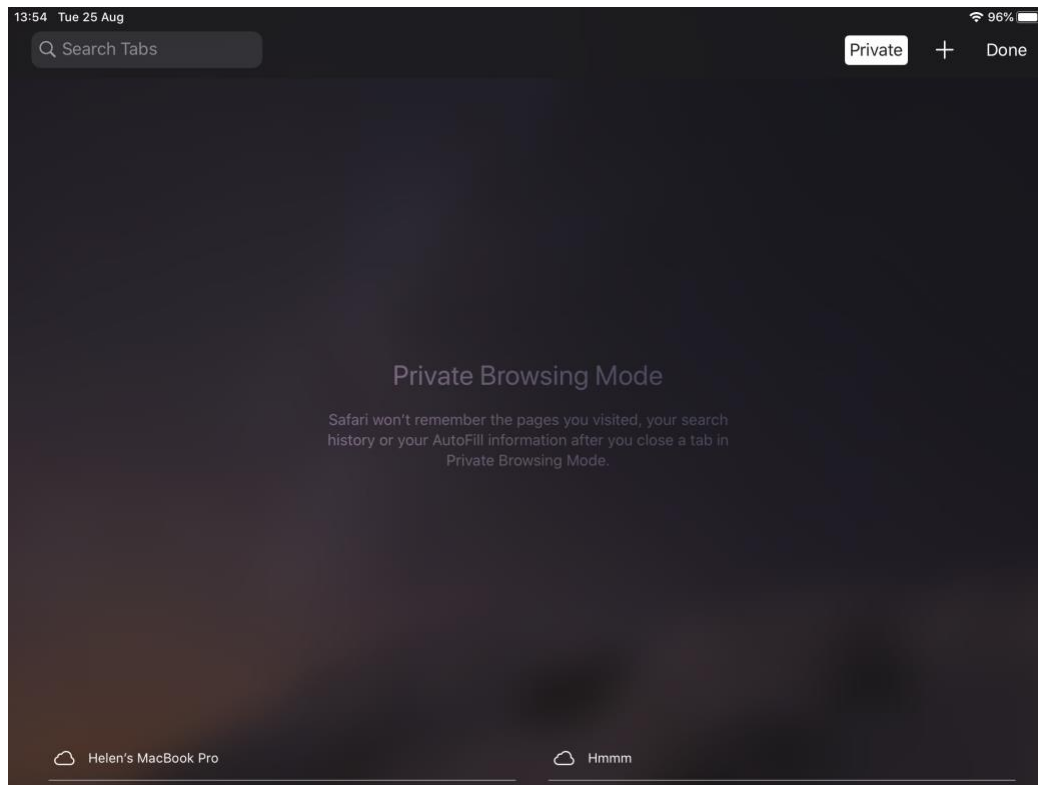 13:54 Tue 25 Aug 96%
Search Tabs Private + Done
Private Browsing Mode
Safari won't remember the pages you visited, your search
history or your AutoFill information after you close a tab in
Private Browsing Mode.
Helen's MacBook Pro Hmmm